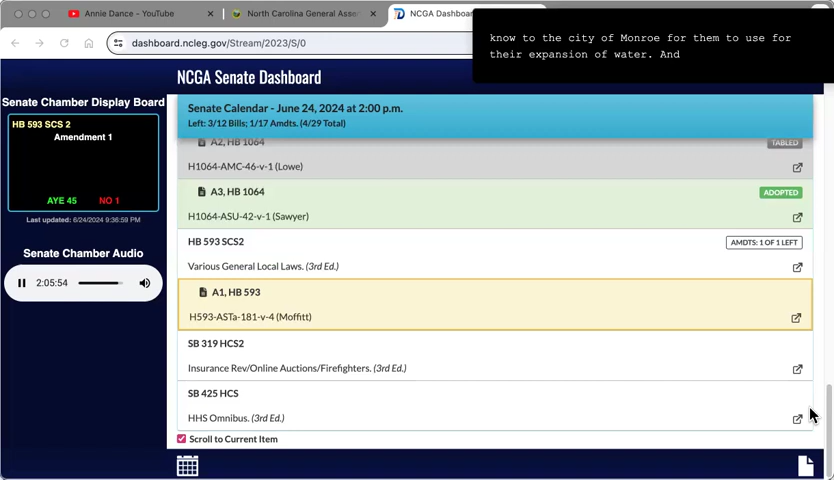 Annie Dance - YouTube
North Carolina General Assem
NCGA Dashboa
dashboard.ncleg.gov/Stream/2023/S/0
know to the city of Monroe for them to use for
their expansion of water. And
NCGA Senate Dashboard
Senate Chamber Display Board
HB 593 SCS 2
Amendment 1
AYE 45 NO 1
Last updated: 6/24/2024 9:36:59 PM
Senate Chamber Audio
2:05:54
Senate Calendar - June 24, 2024 at 2:00 p.m.
Left: 3/12 Bills; 1/17 Amdts. (4/29 Total)
A2, HB 1064 TABLED
H1064-AMC-46-v-1 (Lowe)
A3, HB 1064 ADOPTED
H1064-ASU-42-v-1 (Sawyer)
HB 593 SCS2 AMDTS: 1 OF 1 LEFT
Various General Local Laws. (3rd Ed.)
A1, HB 593
H593-ASTa-181-v-4 (Moffitt)
SB 319 HCS2
Insurance Rev/Online Auctions/Firefighters. (3rd Ed.)
SB 425 HCS
HHS Omnibus. (3rd Ed.)
Scroll to Current Item